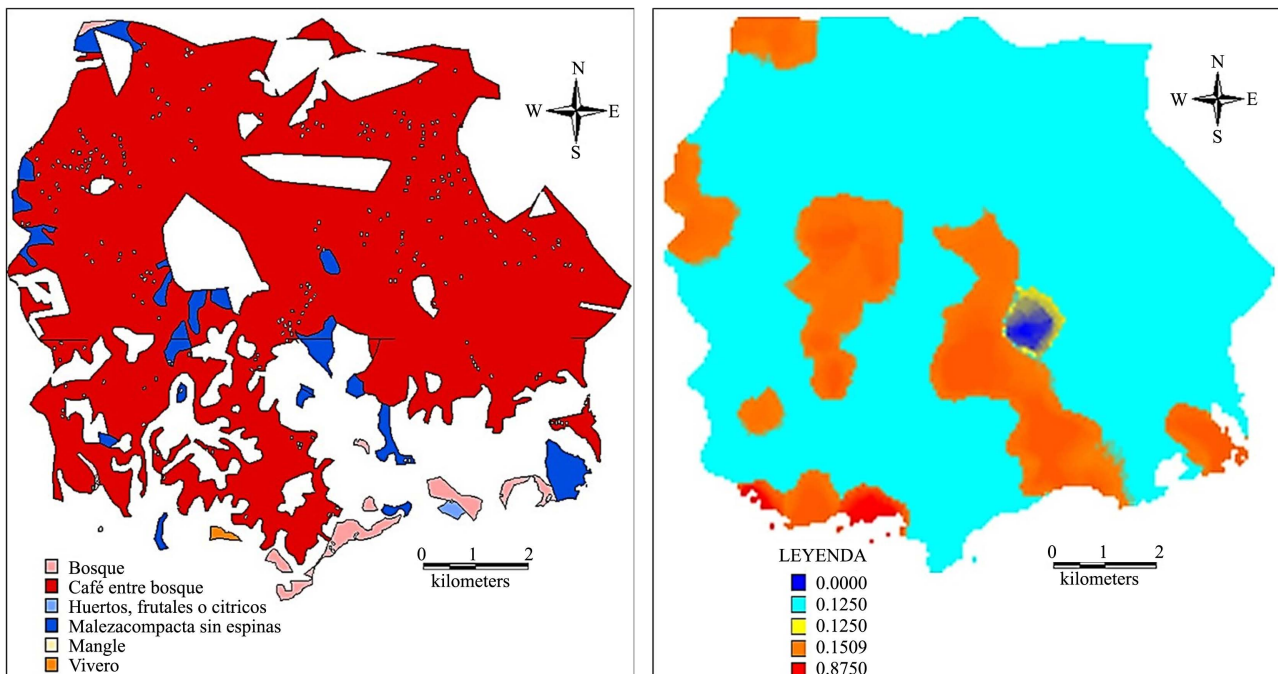 N
W E
S
0 1 2
kilometers
Bosque
Café entre bosque
Huertos, frutales o citricos
Malezacompacta sin espinas
Mangle
Vivero
N
W E
S
0 1 2
kilometers
LEYENDA
0.0000
0.1250
0.1250
0.1509
0.8750